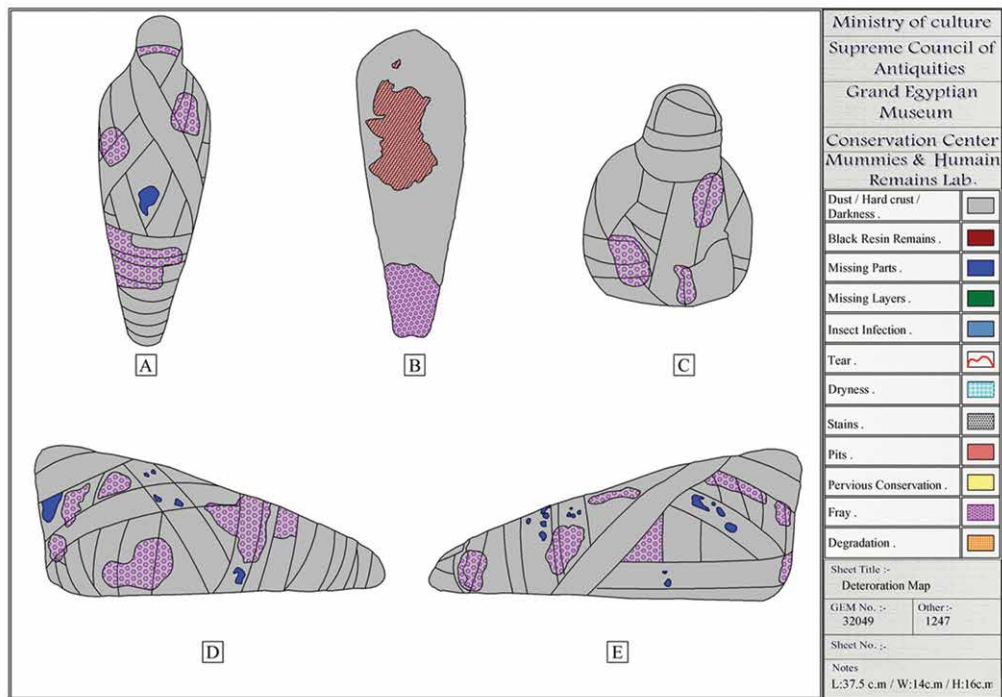 A
B
C
D
E
Ministry of culture
Supreme Council of
Antiquities
Grand Egyptian
Museum
Conservation Center
Mummies & Humain
Remains Lab.
Dust / Hard crust /
Darkness .
Black Resin Remains .
Missing Parts .
Missing Layers .
Insect Infection .
Tear .
Dryness .
Stains .
Pits .
Pervious Conservation .
Fray .
Degradation .
Sheet Title :-
Deteroration Map
GEM No. :- Other :-
32049 1247
Sheet No. :-
Notes
L:37.5 c.m / W:14c.m / H:16c.m